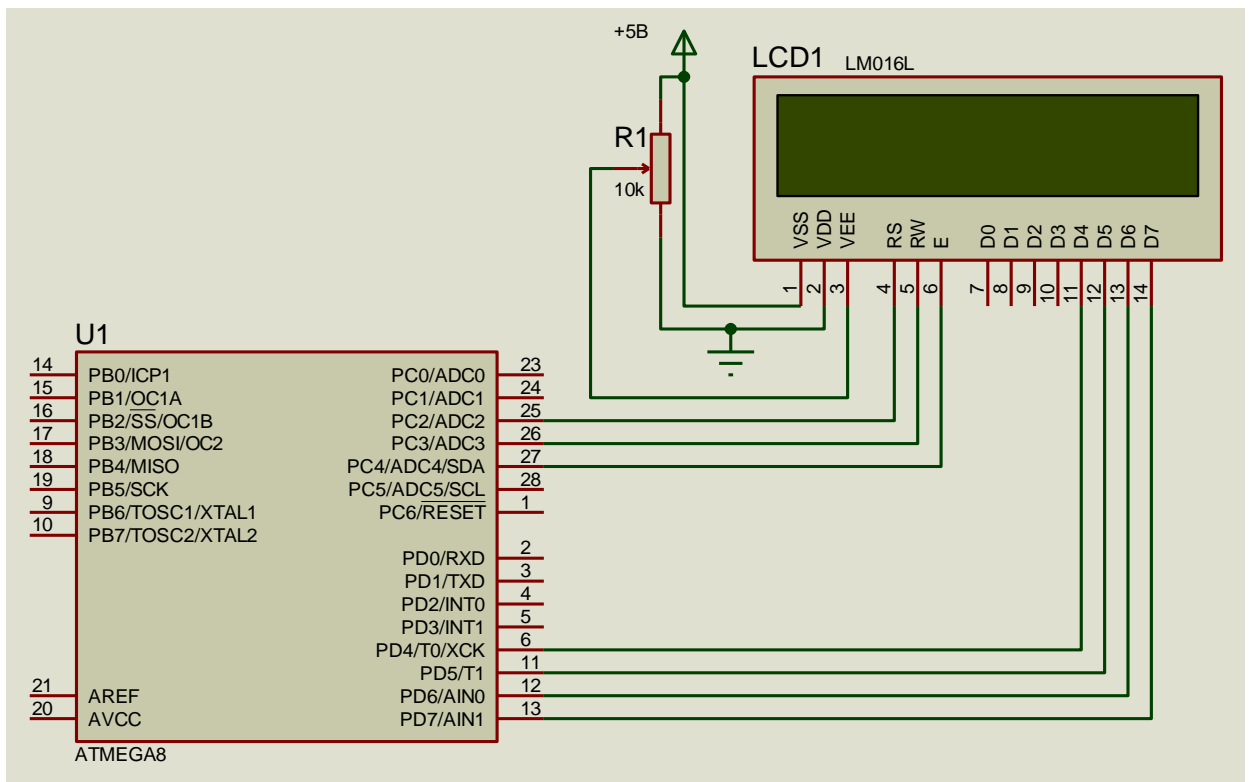 +5В
LCD1
LM016L
R1
10k
VSS
VDD
VEE
RS
RW
E
D0
D1
D2
D3
D4
D5
D6
D7
1
2
3
4
5
6
7
8
9
10
11
12
13
14
U1
14 PB0/ICP1
15 PB1/OC1A
16 PB2/SS/OC1B
17 PB3/MOSI/OC2
18 PB4/MISO
19 PB5/SCK
9 PB6/TOSC1/XTAL1
10 PB7/TOSC2/XTAL2
21 AREF
20 AVCC
PC0/ADC0 23
PC1/ADC1 24
PC2/ADC2 25
PC3/ADC3 26
PC4/ADC4/SDA 27
PC5/ADC5/SCL 28
PC6/RESET 1
PD0/RXD 2
PD1/TXD 3
PD2/INT0 4
PD3/INT1 5
PD4/T0/XCK 6
PD5/T1 11
PD6/AIN0 12
PD7/AIN1 13
ATMEGA8